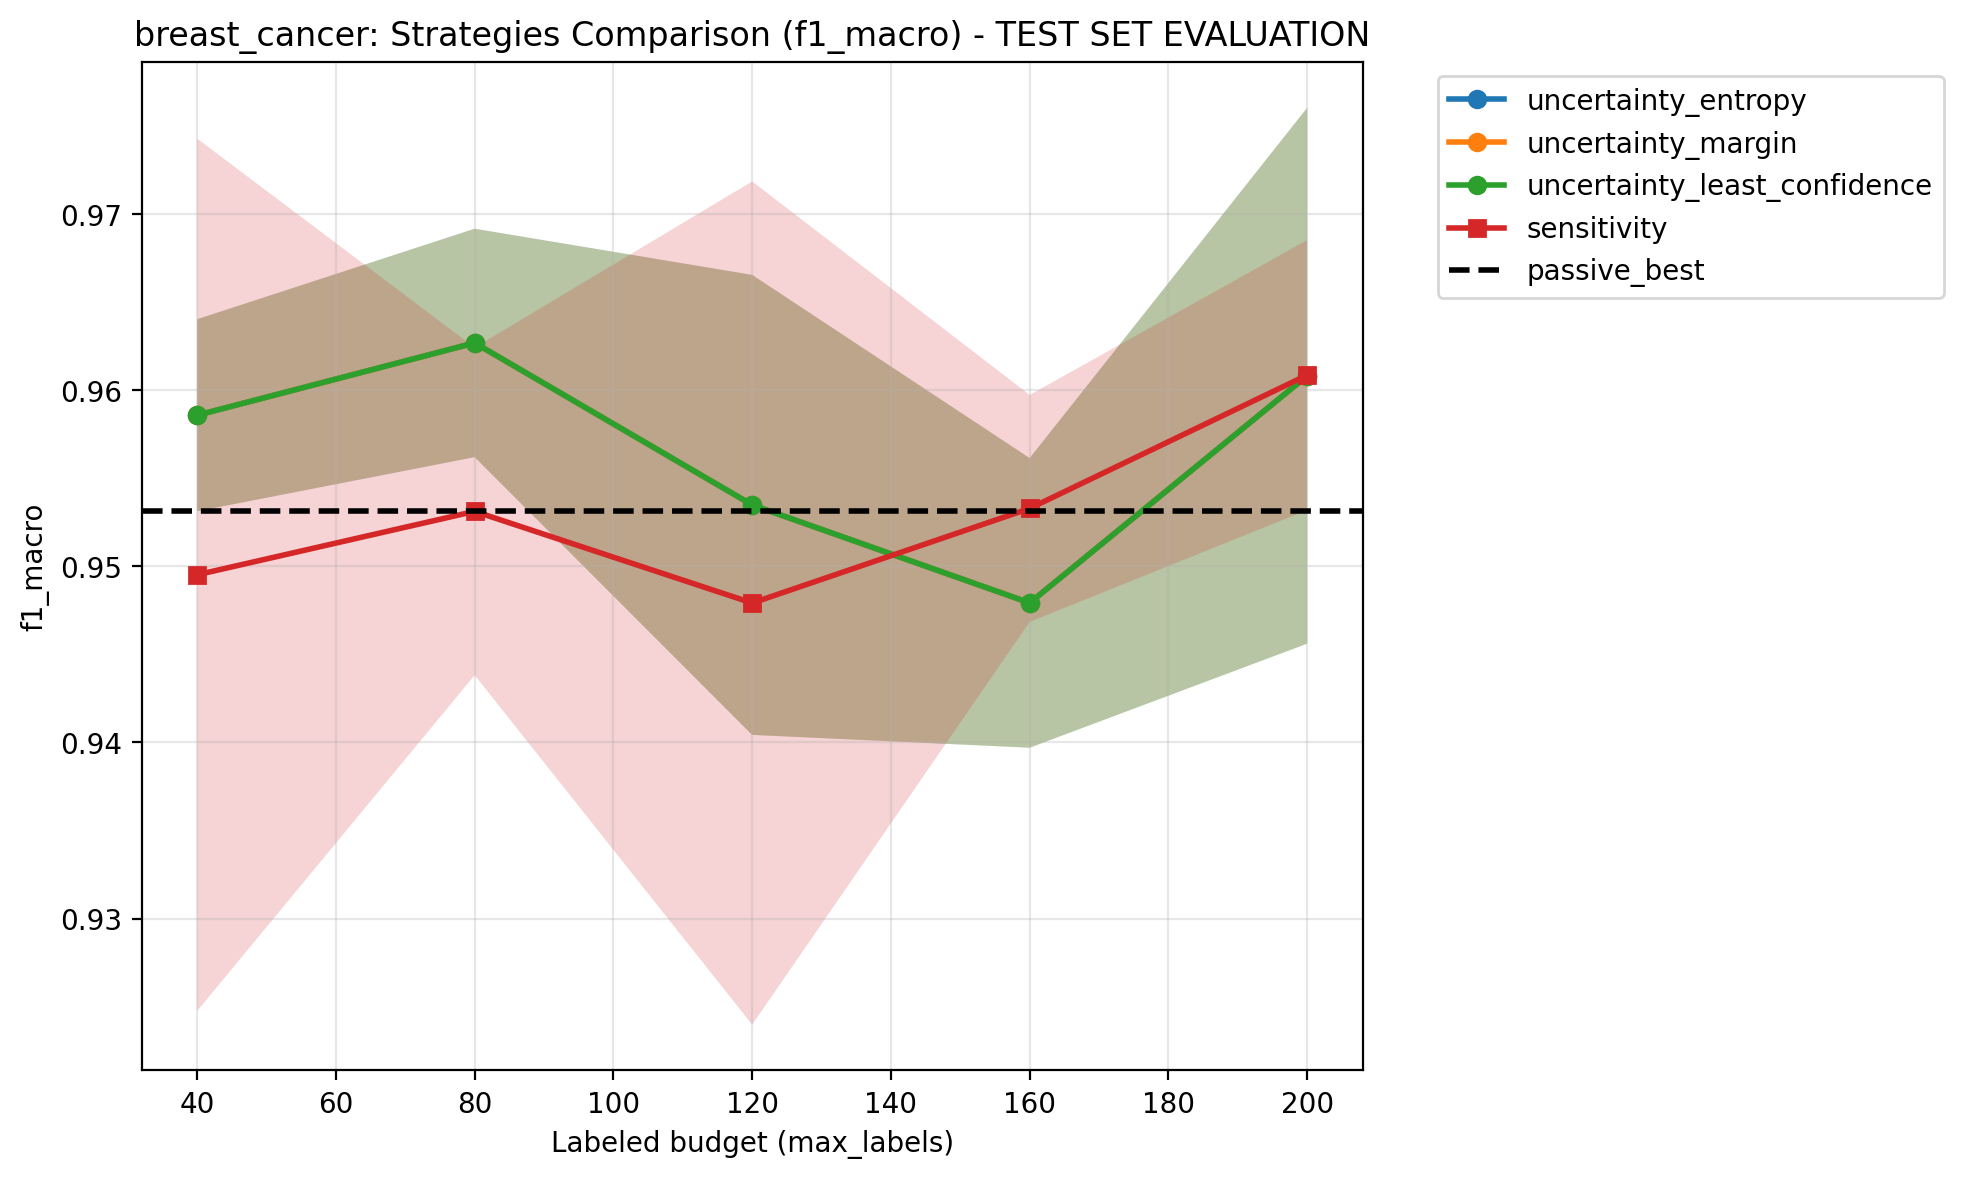 breast_cancer: Strategies Comparison (f1_macro) - TEST SET EVALUATION
uncertainty_entropy
uncertainty_margin
uncertainty_least_confidence
sensitivity
passive_best
f1_macro
0.97
0.96
0.95
0.94
0.93
40 60 80 100 120 140 160 180 200
Labeled budget (max_labels)